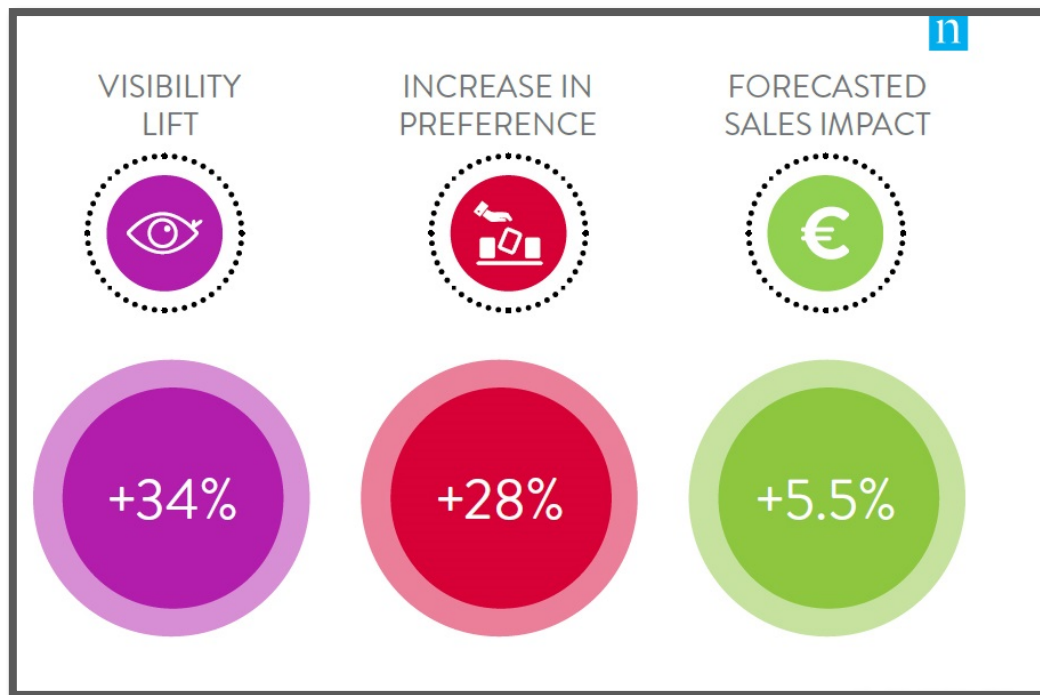 n
VISIBILITY
LIFT
INCREASE IN
PREFERENCE
FORECASTED
SALES IMPACT
€
+34%
+28%
+5.5%